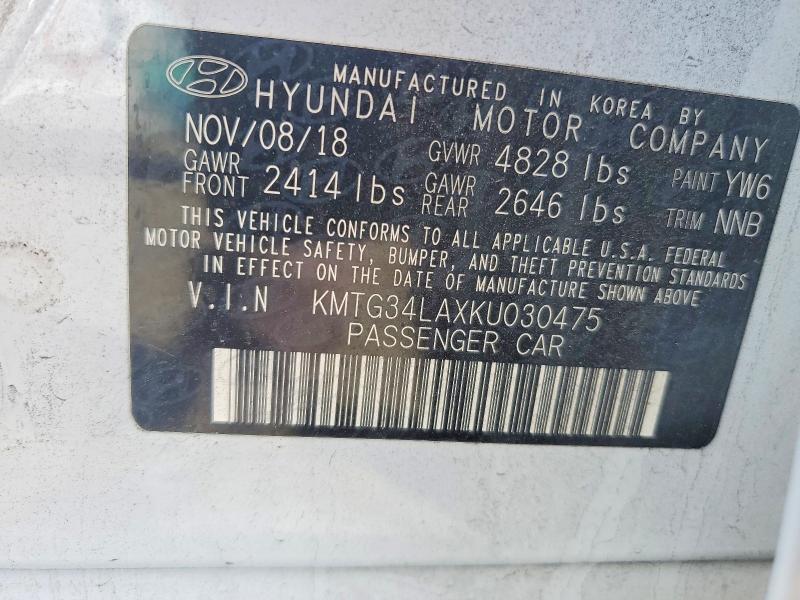 MANUFACTURED IN KOREA BY
HYUNDAI MOTOR COMPANY
NOV/08/18 GVWR 4828 lbs PAINT YW6
GAWR FRONT 2414 lbs GAWR REAR 2646 lbs TRIM NNB
THIS VEHICLE CONFORMS TO ALL APPLICABLE U.S.A. FEDERAL
MOTOR VEHICLE SAFETY, BUMPER, AND THEFT PREVENTION STANDARDS
IN EFFECT ON THE DATE OF MANUFACTURE SHOWN ABOVE
V.I.N KMTG34LAXKU030475
PASSENGER CAR